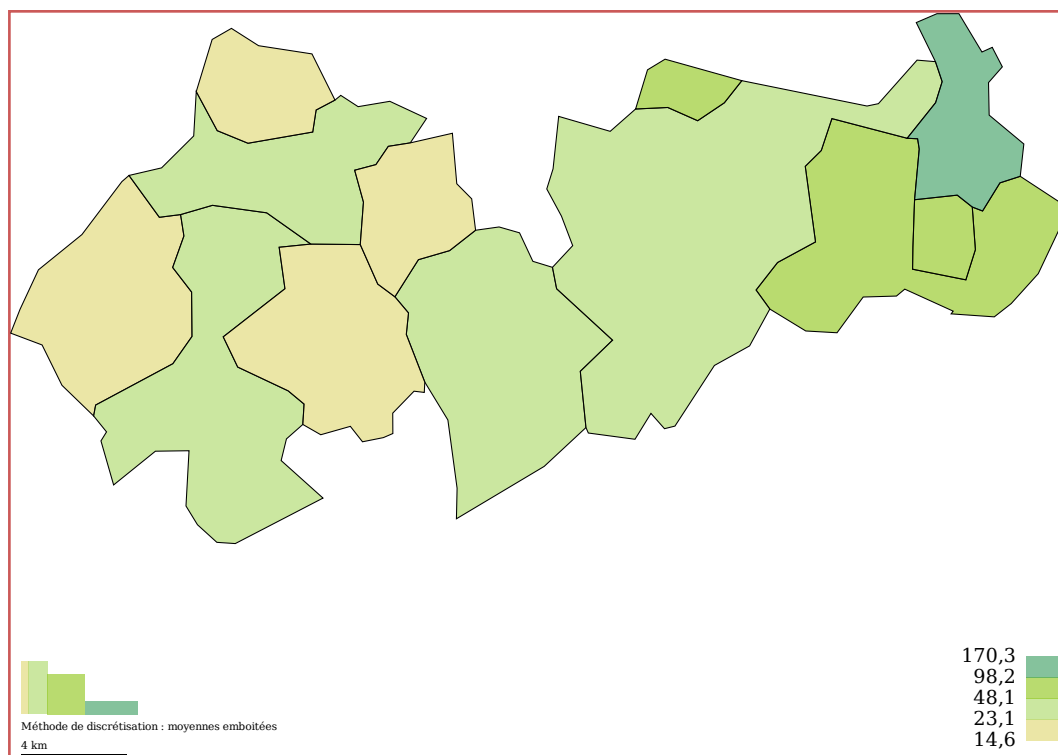 170,3
98,2
48,1
23,1
14,6
Méthode de discrétisation : moyennes emboitées
4 km